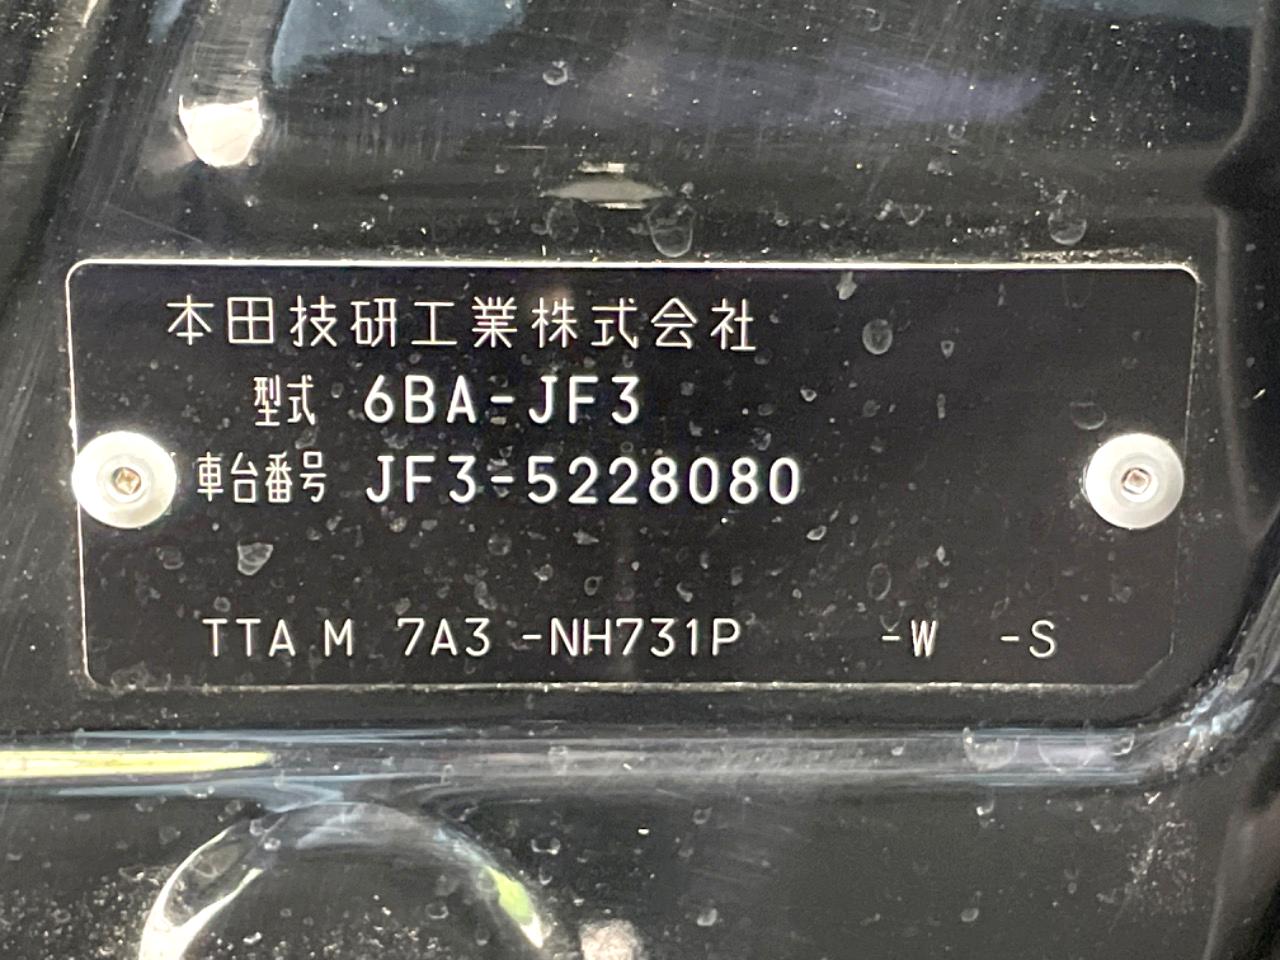 本田技研工業株式会社
型式 6BA-JF3
車台番号 JF3-5228080
TTA M 7A3 -NH731P -W -S